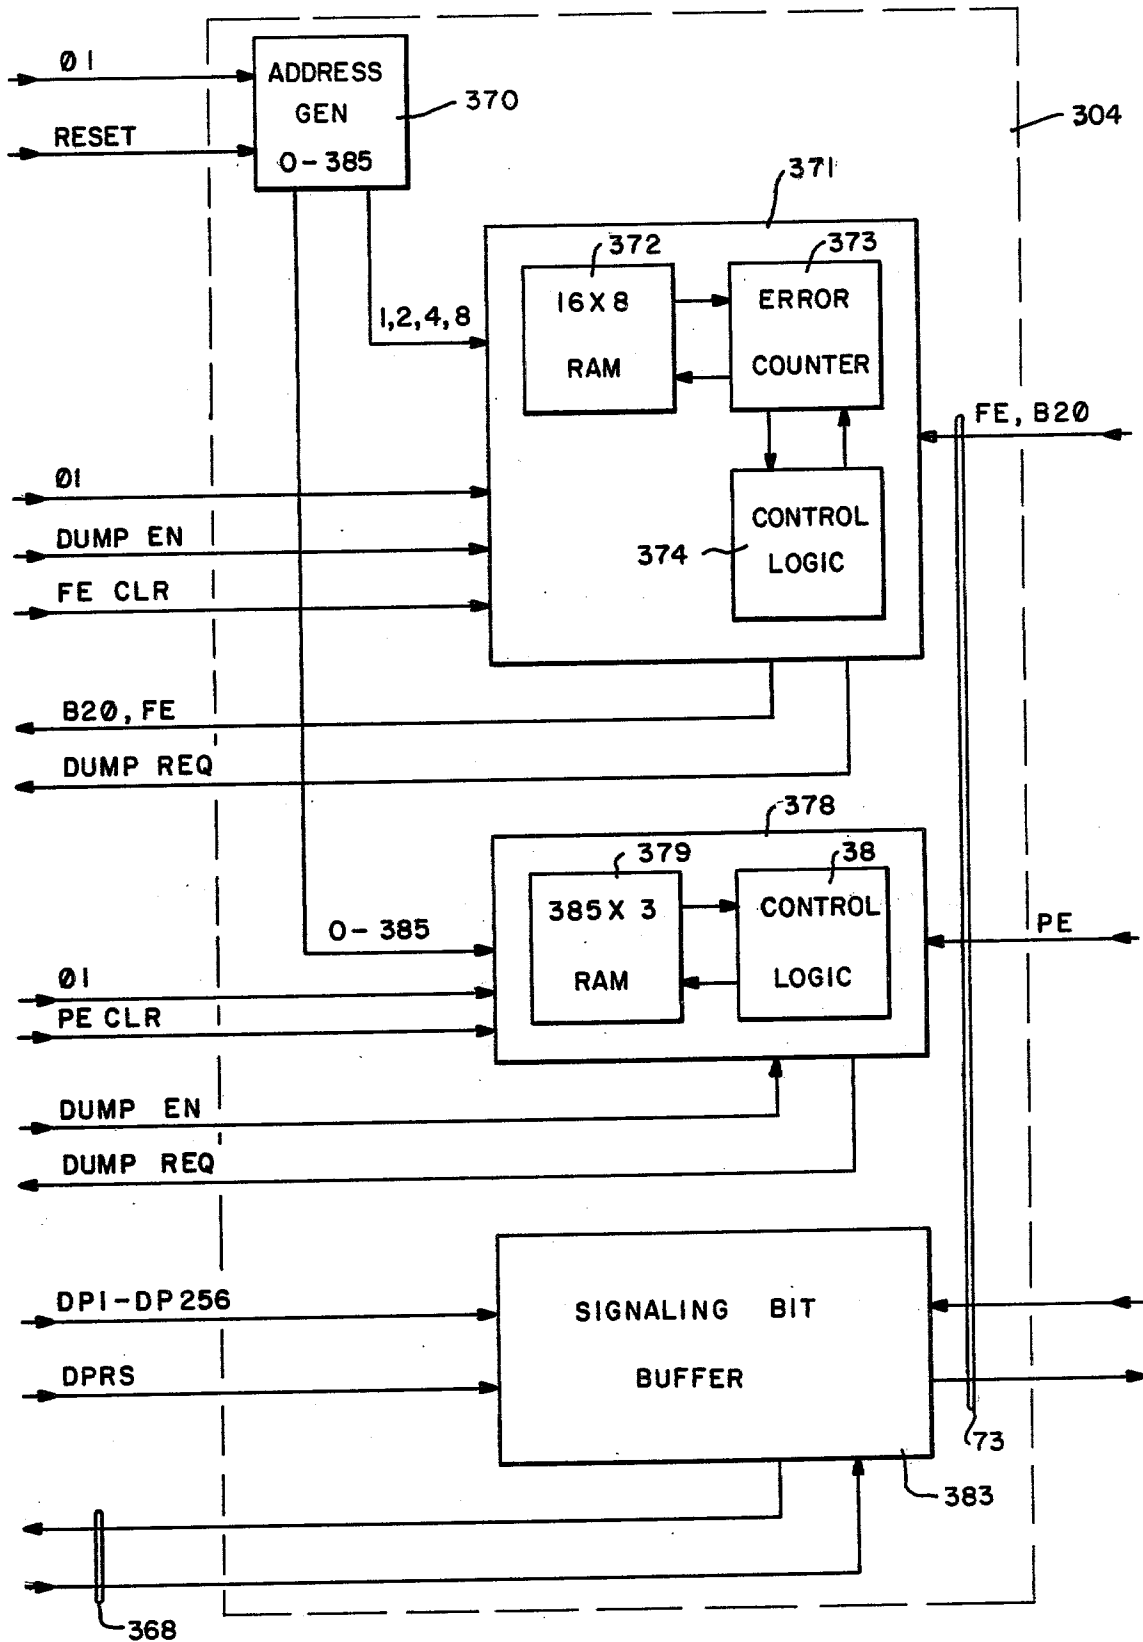 Ø1
ADDRESS
GEN
0-385
370
RESET
304
371
372
16X8
RAM
373
ERROR
COUNTER
1,2,4,8
FE, B2Ø
Ø1
DUMP EN
FE CLR
CONTROL
LOGIC
374
B2Ø, FE
DUMP REQ
378
379
385X 3
RAM
38
CONTROL
LOGIC
0-385
PE
Ø1
PE CLR
DUMP EN
DUMP REQ
DP1-DP256
DPRS
SIGNALING BIT
BUFFER
73
383
368